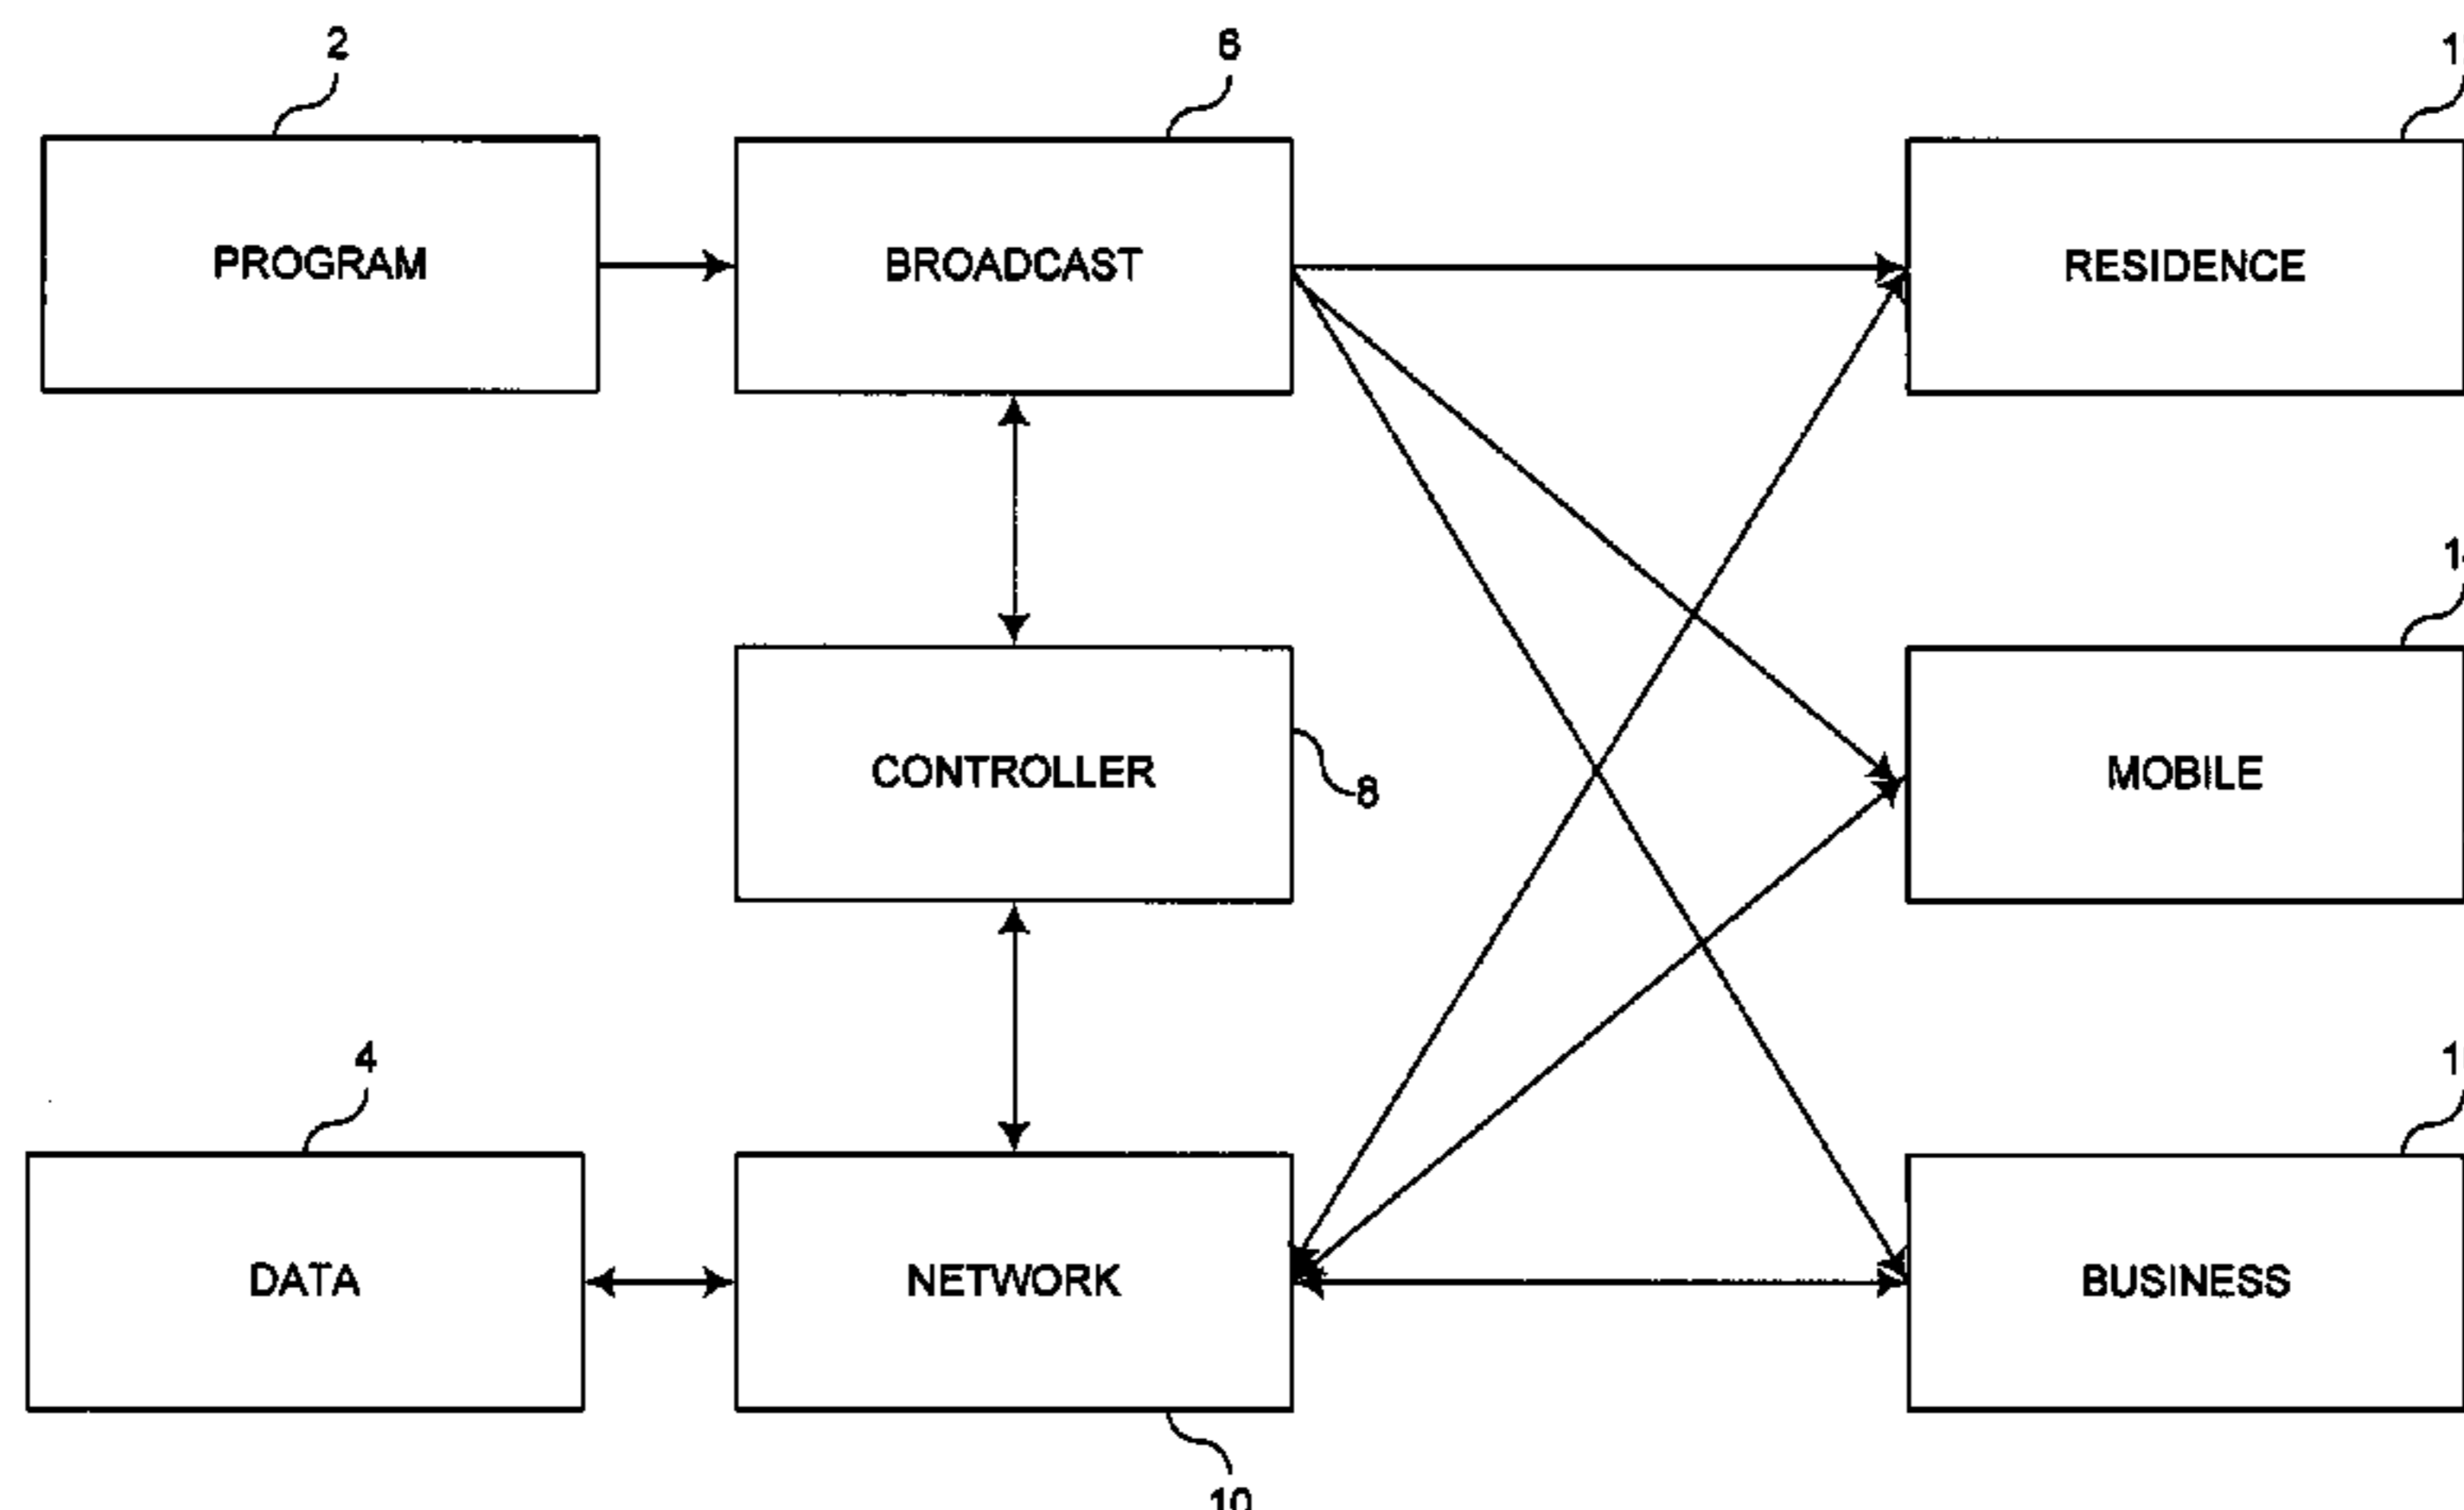 2
6
PROGRAM
BROADCAST
RESIDENCE
CONTROLLER
8
MOBILE
4
DATA
NETWORK
BUSINESS
10